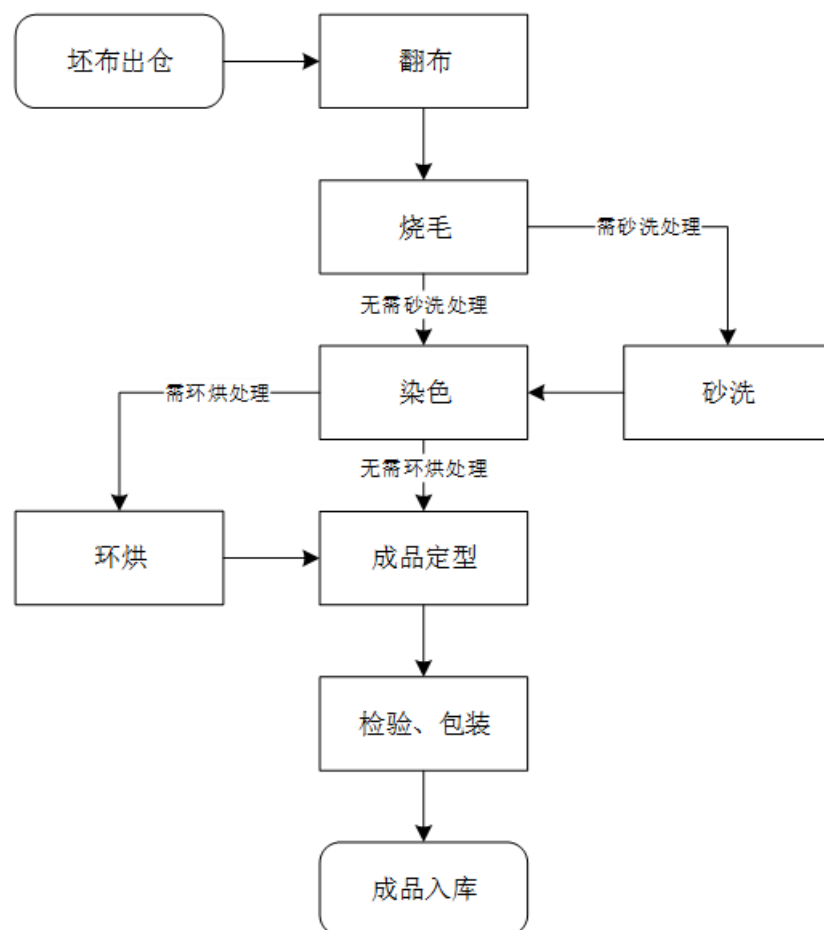 坯布出仓
翻布
烧毛
需砂洗处理
无需砂洗处理
染色
砂洗
需环烘处理
无需环烘处理
环烘
成品定型
检验、包装
成品入库